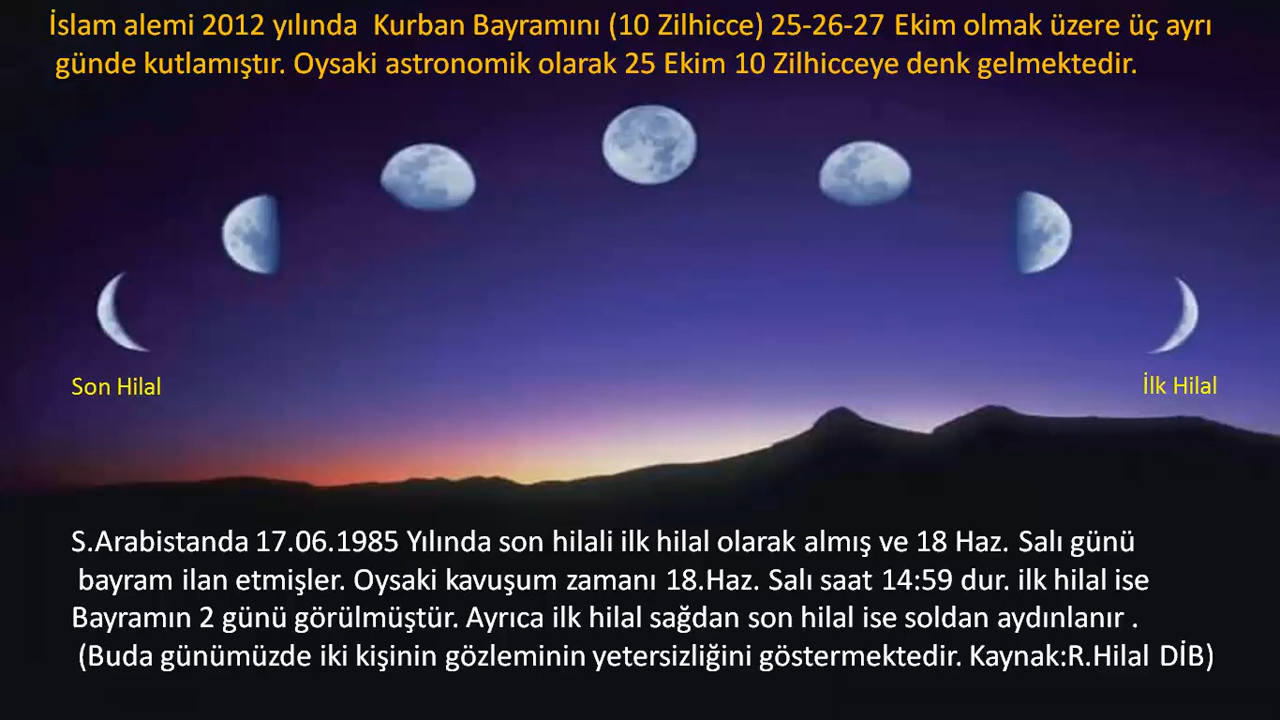 İslam alemi 2012 yılında Kurban Bayramını (10 Zilhicce) 25-26-27 Ekim olmak üzere üç ayrı
günde kutlamıştır. Oysaki astronomik olarak 25 Ekim 10 Zilhicceye denk gelmektedir.
Son Hilal
İlk Hilal
S.Arabistanda 17.06.1985 Yılında son hilali ilk hilal olarak almış ve 18 Haz. Salı günü
bayram ilan etmişler. Oysaki kavuşum zamanı 18.Haz. Salı saat 14:59 dur. ilk hilal ise
Bayramın 2 günü görülmüştür. Ayrıca ilk hilal sağdan son hilal ise soldan aydınlanır .
(Buda günümüzde iki kişinin gözleminin yetersizliğini göstermektedir. Kaynak:R.Hilal DİB)